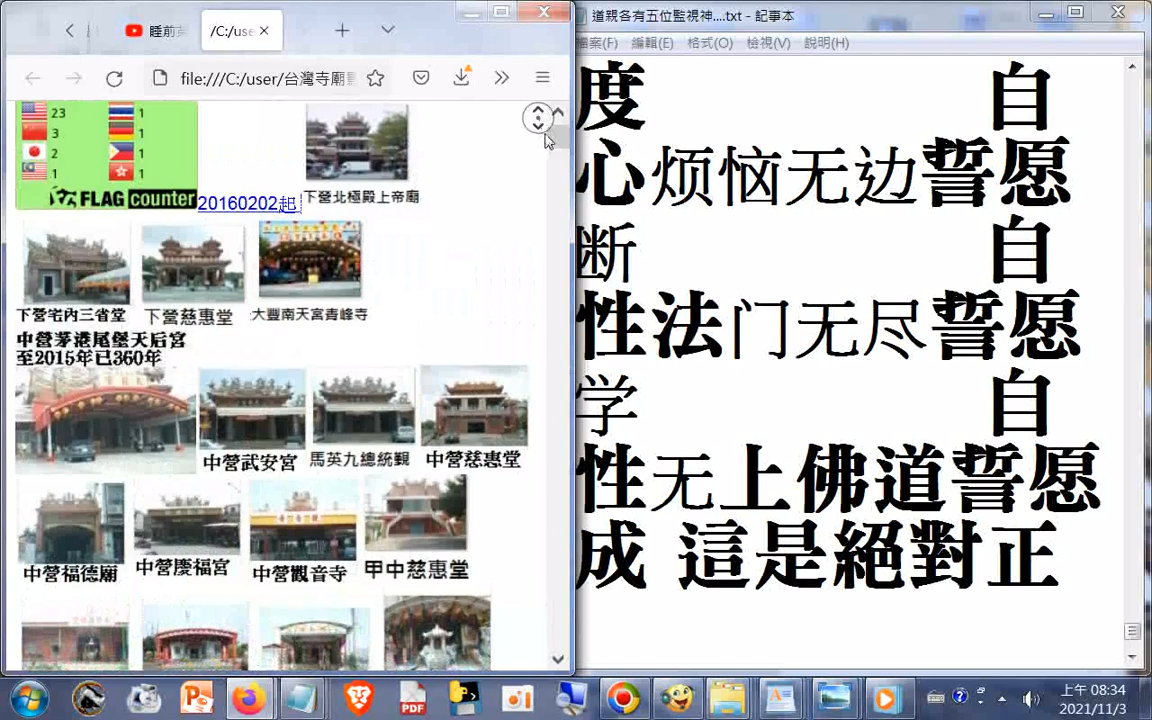 睡前
/C:/use
file:///C:/user/台灣寺廟
23
1
3
1
2
1
1
1
FLAG counter
20160202起
下營北極殿上帝廟
下營宅內三省堂
下營慈惠堂
大豐南天宮青峰寺
中營茅港尾堡天后宮
至2015年已360年
中營武安宮
馬英九總統覲
中營慈惠堂
中營福德廟
中營慶福宮
中營觀音寺
甲中慈惠堂
道親各有五位監視神....txt - 記事本
檔案(F) 編輯(E) 格式(O) 檢視(V) 說明(H)
度 自
心烦恼无边誓愿
断 自
性法门无尽誓愿
学 自
性无上佛道誓愿
成 這是絕對正
PDF
上午 08:34
2021/11/3